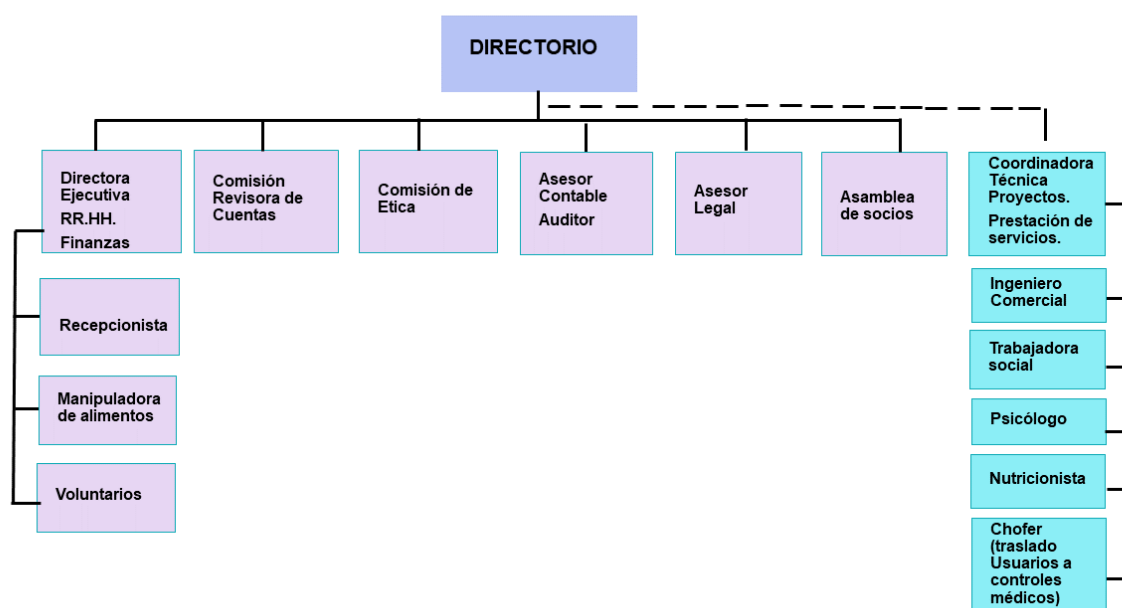 DIRECTORIO
Directora
Ejecutiva
RR.HH.
Finanzas
Comisión
Revisora de
Cuentas
Comisión de
Etica
Asesor
Contable
Auditor
Asesor
Legal
Asamblea
de socios
Coordinadora
Técnica
Proyectos.
Prestación de
servicios.
Recepcionista
Manipuladora
de alimentos
Voluntarios
Ingeniero
Comercial
Trabajadora
social
Psicólogo
Nutricionista
Chofer
(traslado
Usuarios a
controles
médicos)